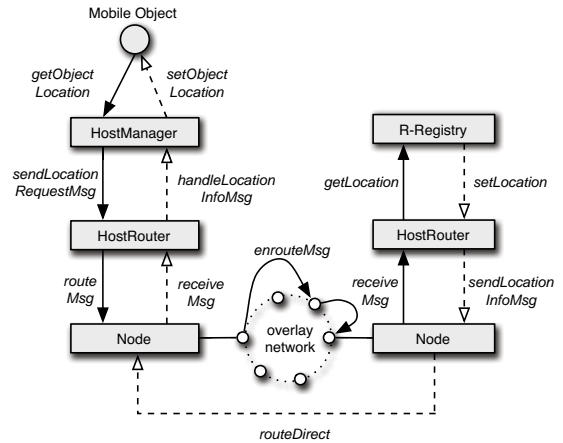 Mobile Object
getObject
Location
setObject
Location
HostManager
R-Registry
sendLocation
RequestMsg
handleLocation
InfoMsg
getLocation
setLocation
HostRouter
HostRouter
enrouteMsg
route
Msg
receive
Msg
receive
Msg
sendLocation
InfoMsg
Node
overlay
network
Node
routeDirect